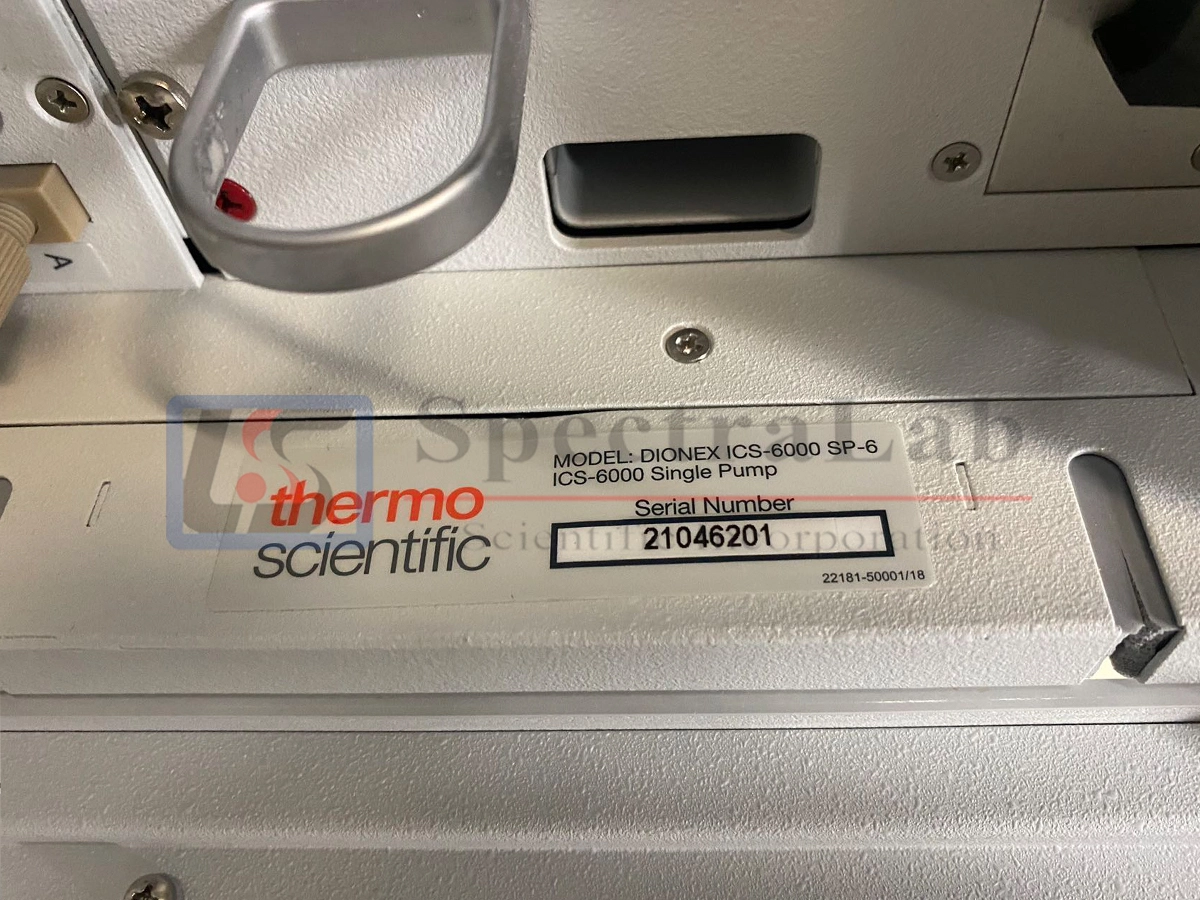 A
SpectraLab
Scientific Corporation
thermo
scientific
MODEL: DIONEX ICS-6000 SP-6
ICS-6000 Single Pump
Serial Number
21046201
22181-50001/18